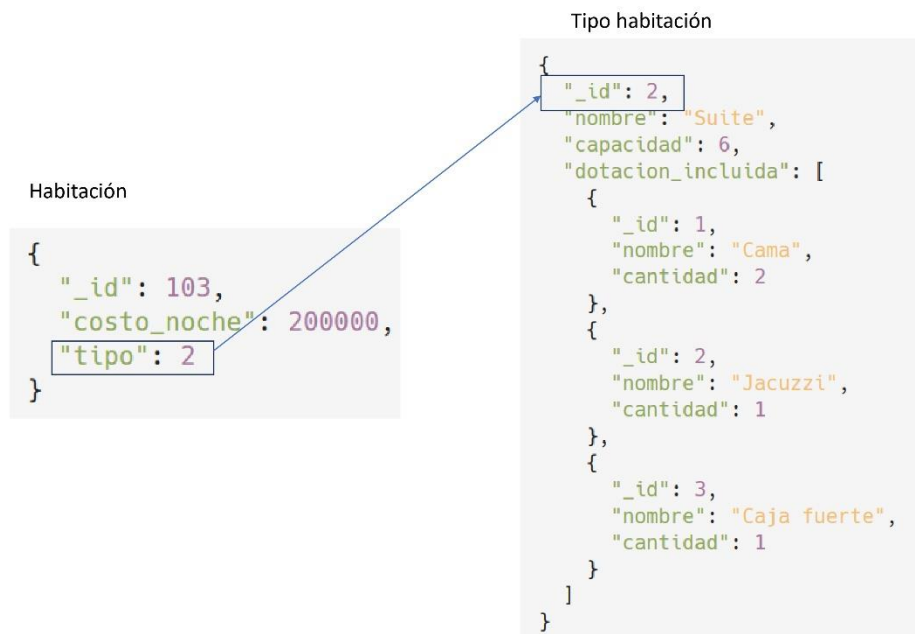 Tipo habitación
{
"_id": 2,
"nombre": "Suite",
"capacidad": 6,
"dotacion_incluida": [
{
"_id": 1,
"nombre": "Cama",
"cantidad": 2
},
{
"_id": 2,
"nombre": "Jacuzzi",
"cantidad": 1
},
{
"_id": 3,
"nombre": "Caja fuerte",
"cantidad": 1
}
]
}
Habitación
{
"_id": 103,
"costo_noche": 200000,
"tipo": 2
}